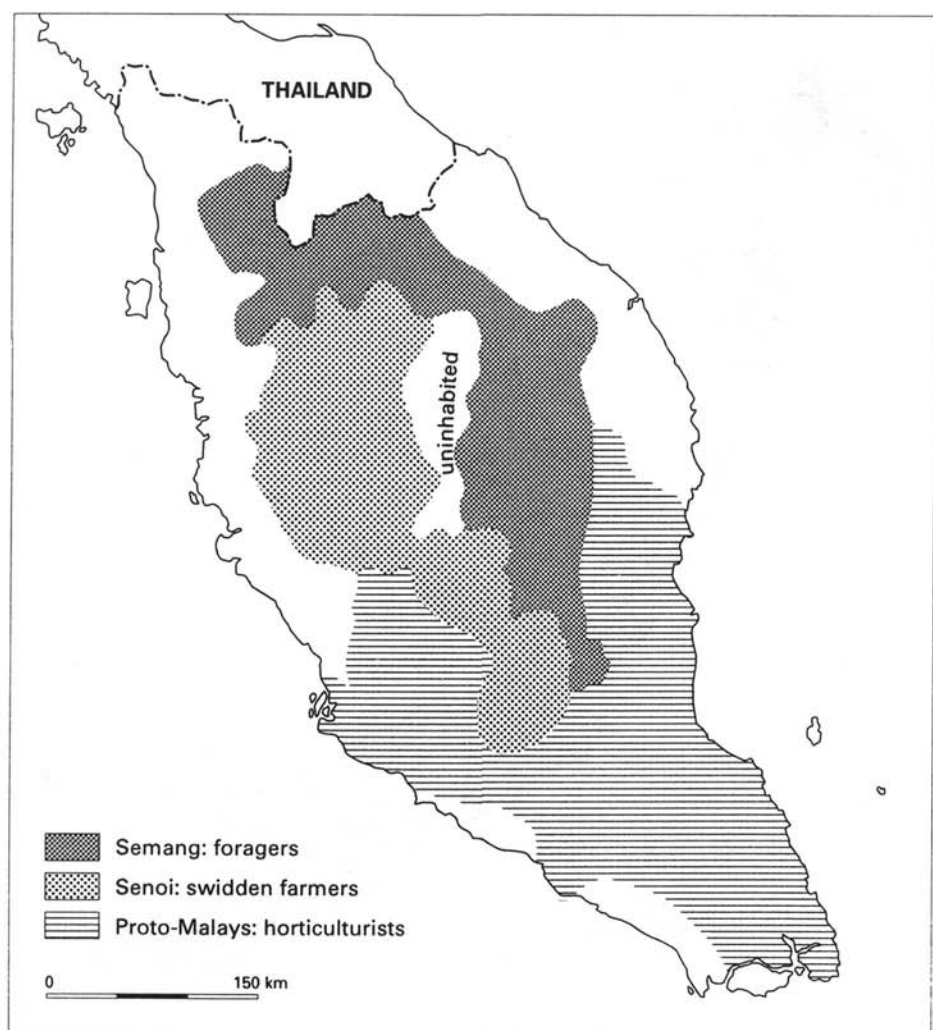 THAILAND
uninhabited
Semang: foragers
Senoi: swidden farmers
Proto-Malays: horticulturists
0 150 km